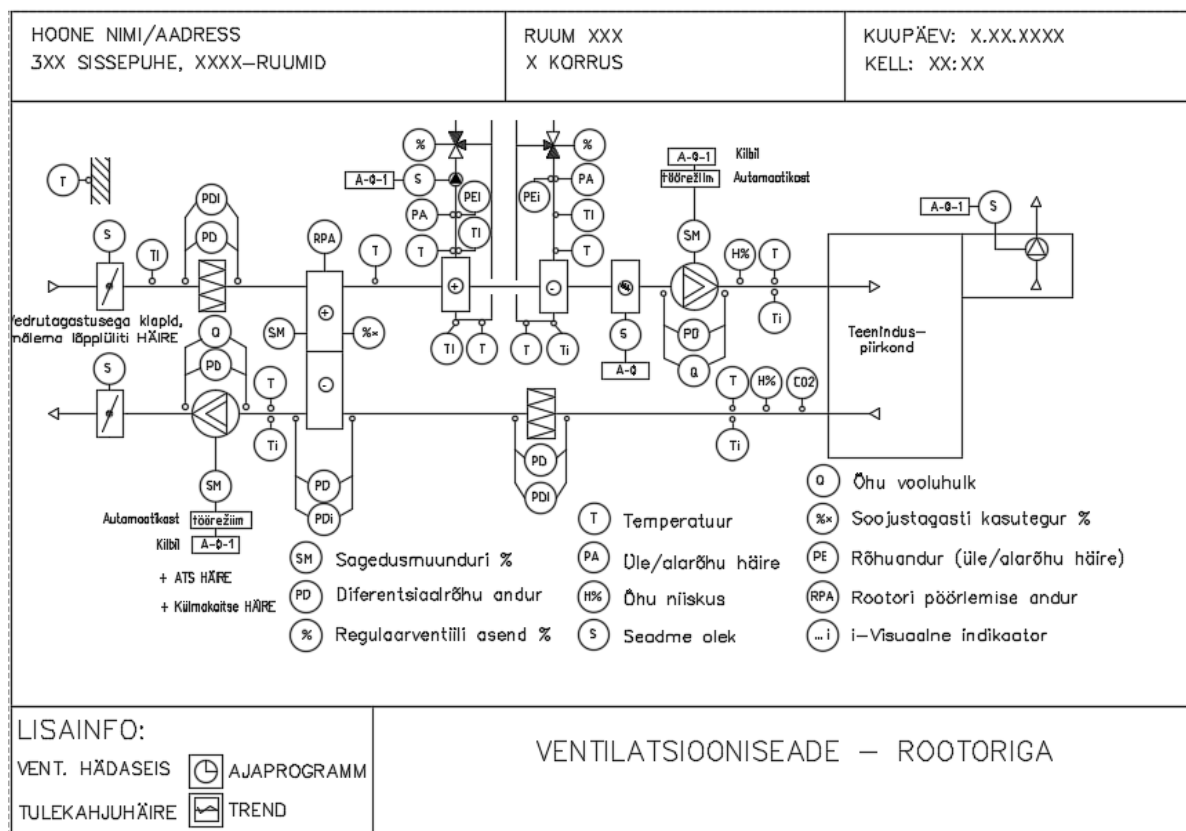 HOONE NIMI/AADRESS
3XX SISSEPUHE, XXXX-RUUMID
RUUM XXX
X KORRUS
KUUPÄEV: X.XX.XXXX
KELL: XX:XX
T
S
TI
PDI
PD
RPA
T
%
A-0-1
S
PEI
PA
TI
T
%
PA
PEi
TI
T
A-0-1
Kilbil
töörežiim
Automaatikast
SM
H%
T
Ti
A-0-1
S
Vedrutagastusega klapid,
mõlema lõpplüliti HÄIRE
Q
PD
SM
%×
TI
T
T
Ti
S
A-0
PD
Q
Teenindus-
piirkond
S
T
Ti
T
H%
CO2
Ti
SM
PD
PDi
PD
PDI
Automaatikast
töörežiim
Kilbil
A-0-1
+ ATS HÄIRE
+ Külmakaitse HÄIRE
SM Sagedusmuunduri %
PD Diferentsiaalrõhu andur
% Regulaarventiili asend %
T Temperatuur
PA Üle/alarõhu häire
H% Õhu niiskus
S Seadme olek
Q Õhu vooluhulk
%× Soojustagasti kasutegur %
PE Rõhuandur (üle/alarõhu häire)
RPA Rootori pöörlemise andur
...i i-Visuaalne indikaator
LISAINFO:
VENT. HÄDASEIS
AJAPROGRAMM
TULEKAHJUHÄIRE
TREND
VENTILATSIOONISEADE – ROOTORIGA